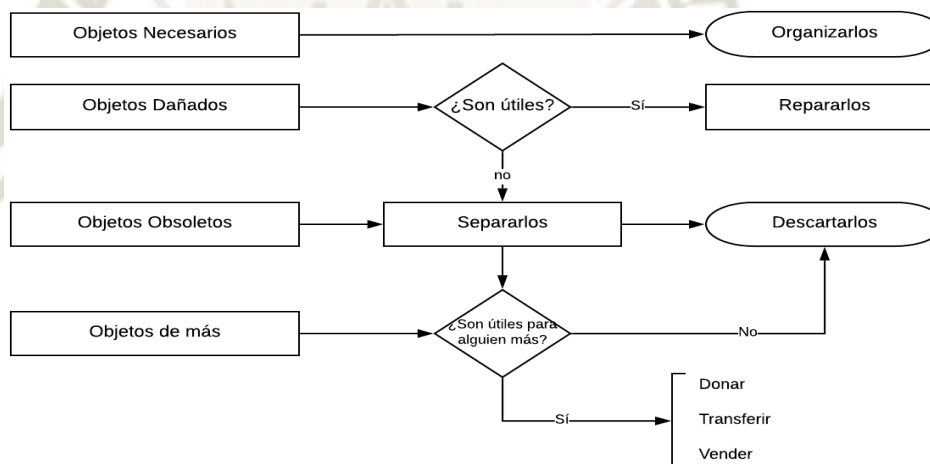 Objetos Necesarios
Organizarlos
Objetos Dañados
¿Son útiles?
Sí
Repararlos
no
Objetos Obsoletos
Separarlos
Descartarlos
Objetos de más
¿Son útiles para
alguien más?
No
Sí
Donar
Transferir
Vender